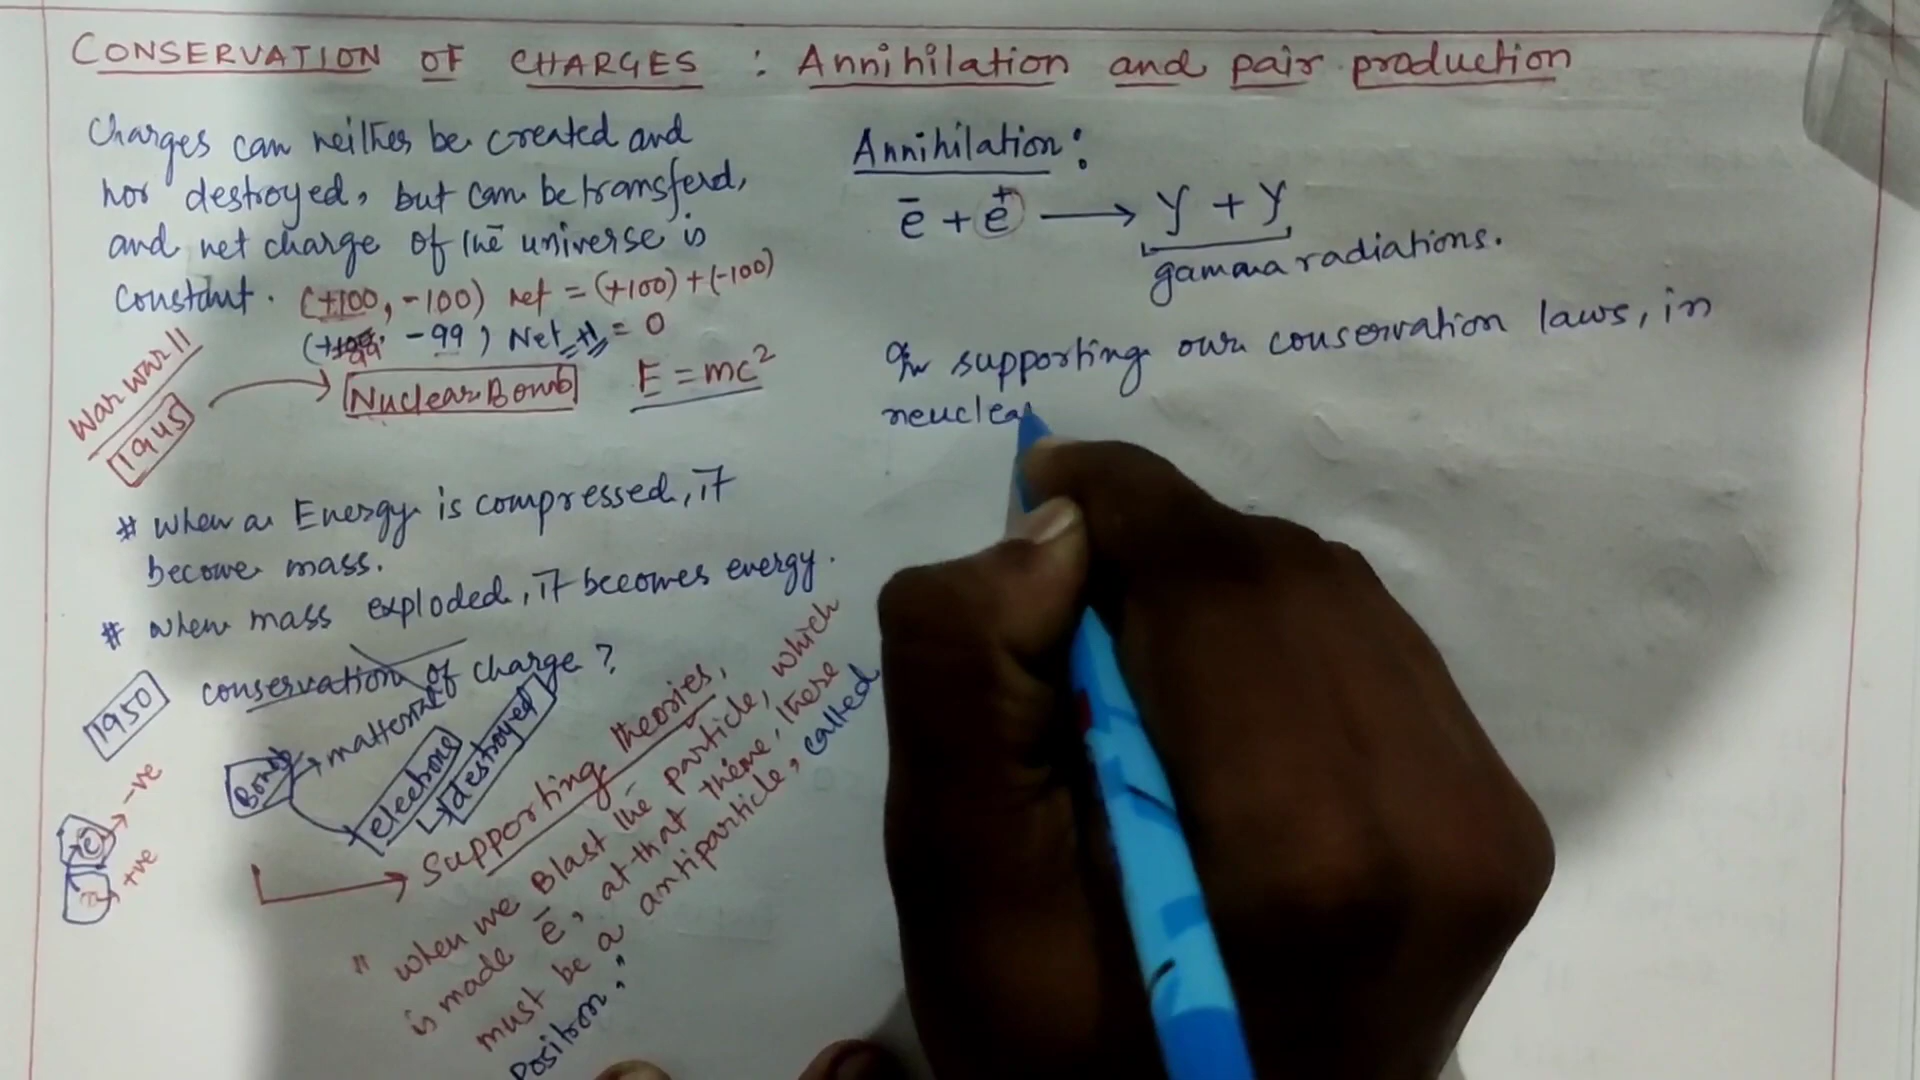 CONSERVATION OF CHARGES : Annihilation and pair production
Charges can neither be created and
nor destroyed, but can be transferd,
and net charge of the universe is
constant. (+100, -100) net = (+100) + (-100)
-99) Net = 0
War war II
1945
Nuclear Bomb E = mc²
# when a Energy is compressed, it
become mass.
# when mass exploded, it becomes energy.
1950
conservation of charge ?
Bomb
electrons
destroyed
-ve
+ve
Supporting theories,
" when we Blast the particle, which
is made e⁻, at that theme, there
must be a antiparticle, called
Positron."
Annihilation :
e⁻ + e⁺ → γ + γ
gamma radiations.
supporting our conservation laws, in
neuclea